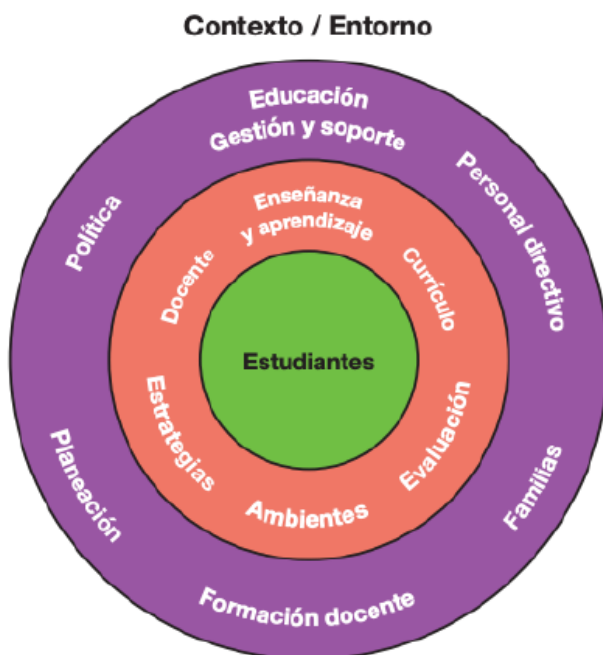 Contexto / Entorno
Educación
Gestión y soporte
Personal directivo
Familias
Formación docente
Planeación
Política
Enseñanza
y aprendizaje
Currículo
Evaluación
Ambientes
Estrategias
Docente
Estudiantes